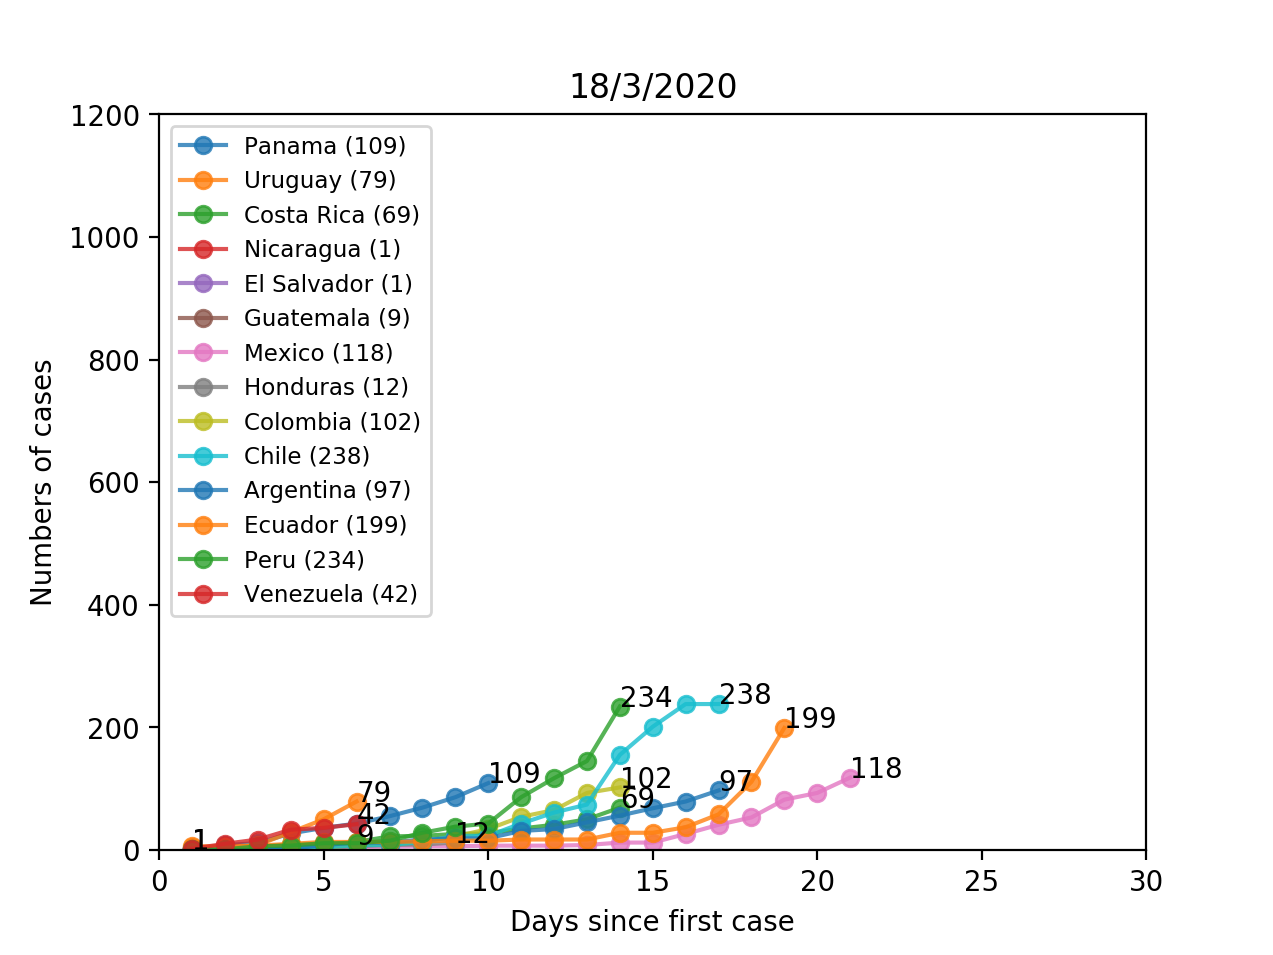 18/3/2020
Numbers of cases
1200
1000
800
600
400
200
0
Panama (109)
Uruguay (79)
Costa Rica (69)
Nicaragua (1)
El Salvador (1)
Guatemala (9)
Mexico (118)
Honduras (12)
Colombia (102)
Chile (238)
Argentina (97)
Ecuador (199)
Peru (234)
Venezuela (42)
234
238
199
118
109
102
97
79
69
42
12
9
1
0 5 10 15 20 25 30
Days since first case